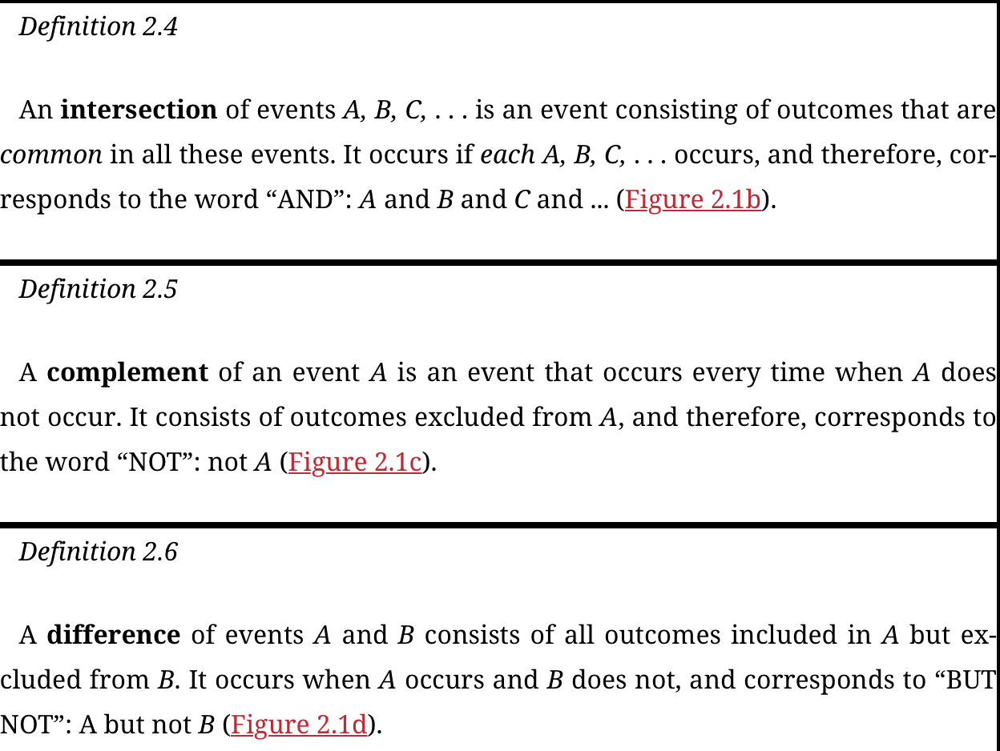 Definition 2.4
An intersection of events A, B, C, . . . is an event consisting of outcomes that are
common in all these events. It occurs if each A, B, C, . . . occurs, and therefore, cor-
responds to the word “AND”: A and B and C and ... (Figure 2.1b).
Definition 2.5
A complement of an event A is an event that occurs every time when A does
not occur. It consists of outcomes excluded from A, and therefore, corresponds to
the word “NOT”: not A (Figure 2.1c).
Definition 2.6
A difference of events A and B consists of all outcomes included in A but ex-
cluded from B. It occurs when A occurs and B does not, and corresponds to “BUT
NOT”: A but not B (Figure 2.1d).